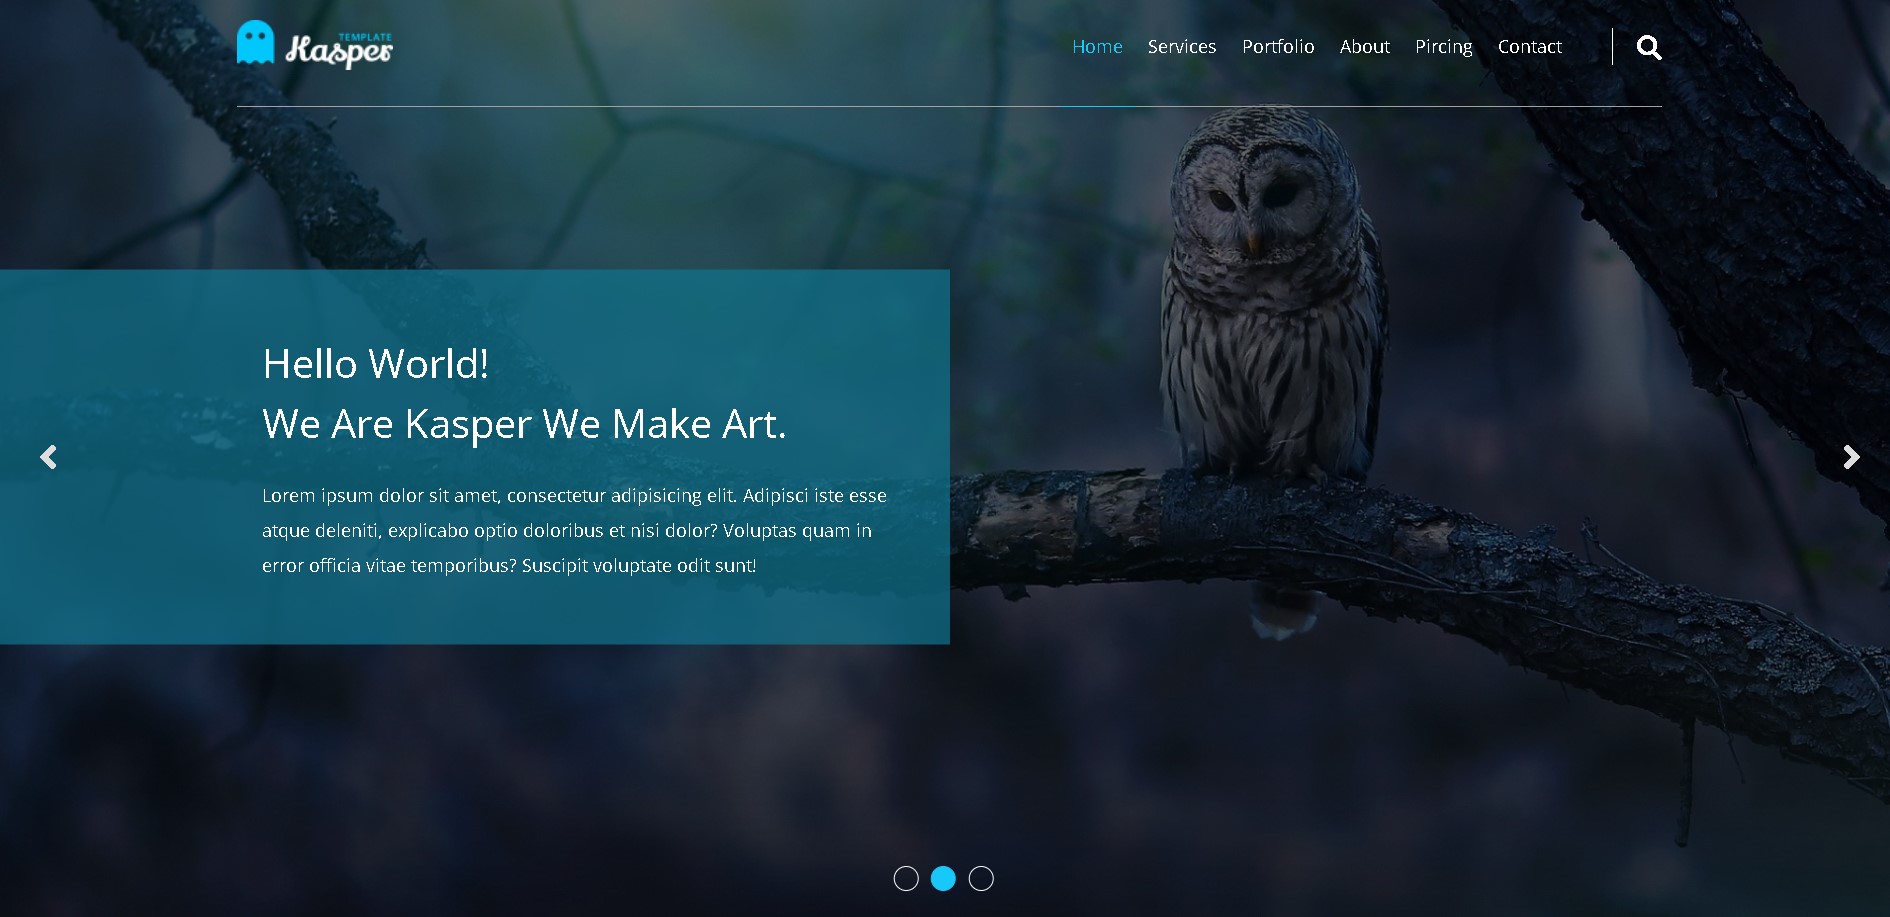 TEMPLATE
Kasper
Home Services Portfolio About Pircing Contact
Hello World!
We Are Kasper We Make Art.
Lorem ipsum dolor sit amet, consectetur adipisicing elit. Adipisci iste esse
atque deleniti, explicabo optio doloribus et nisi dolor? Voluptas quam in
error officia vitae temporibus? Suscipit voluptate odit sunt!